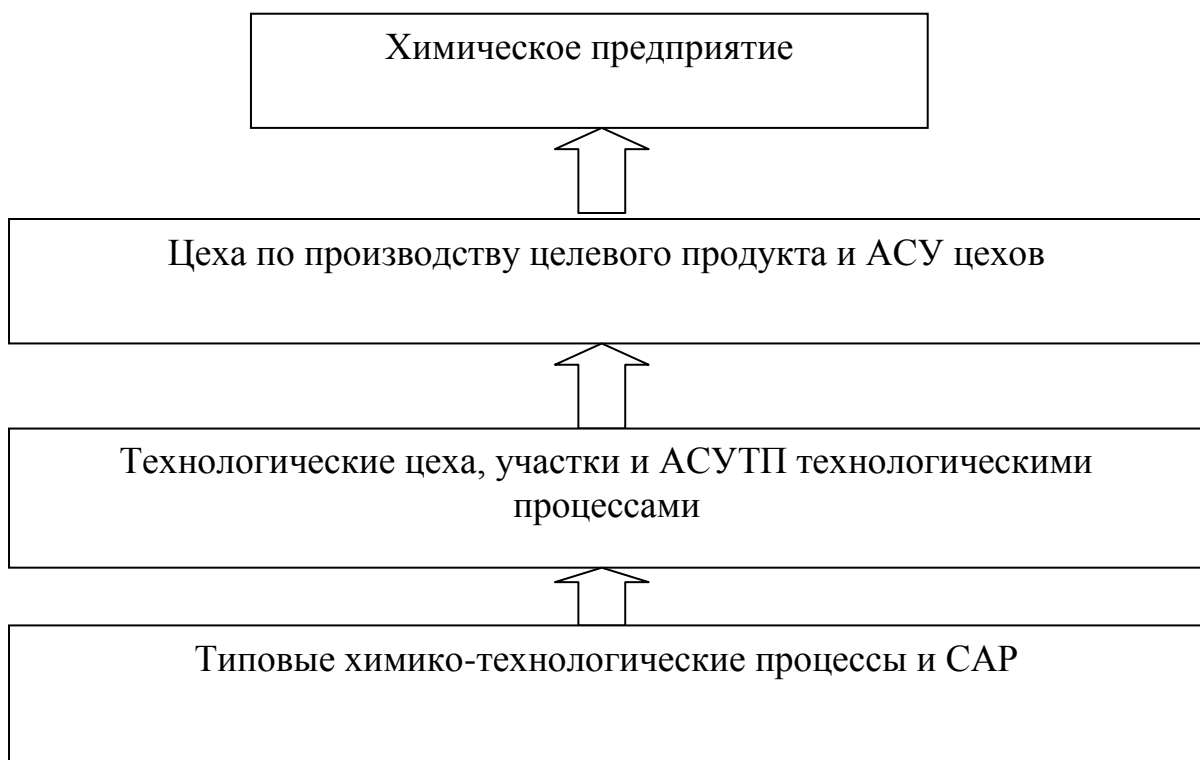 Химическое предприятие
Цеха по производству целевого продукта и АСУ цехов
Технологические цеха, участки и АСУТП технологическими
процессами
Типовые химико-технологические процессы и САР